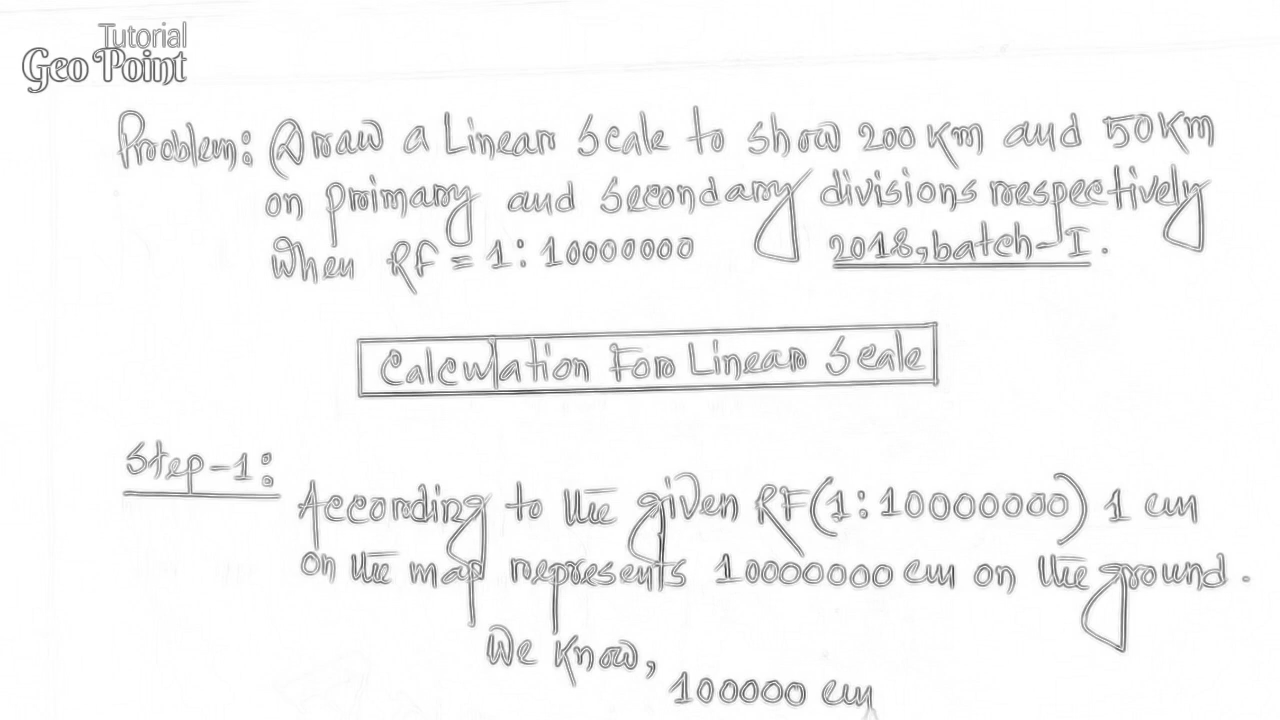 Tutorial
Geo Point
Problem: Draw a Linear Scale to show 200 Km and 50 Km
on primary and secondary divisions respectively
when RF = 1:10000000 2018, batch-I.
Calculation For Linear Scale
Step-1:
According to the given RF (1:10000000) 1 cm
on the map represents 10000000 cm on the ground.
We know,
100000 cm